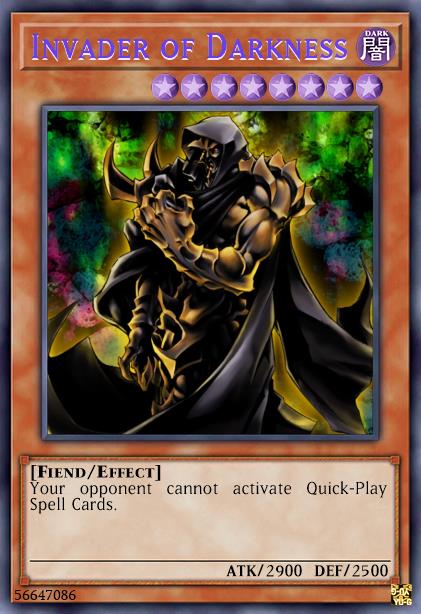 Invader of Darkness
DARK
闇
[Fiend/Effect]
Your opponent cannot activate Quick-Play
Spell Cards.
ATK/2900 DEF/2500
56647086